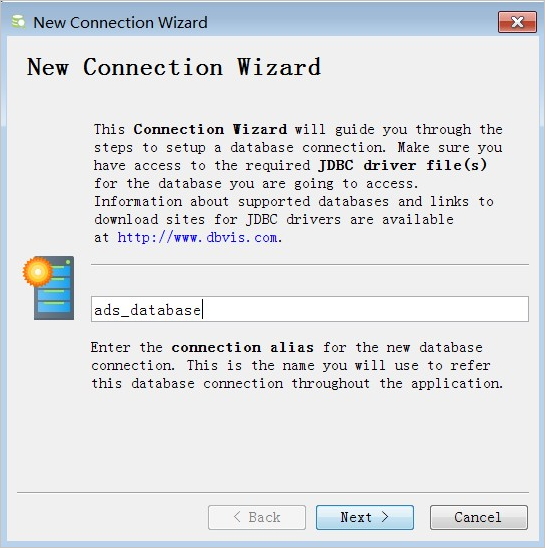 New Connection Wizard
New Connection Wizard
This Connection Wizard will guide you through the
steps to setup a database connection. Make sure you
have access to the required JDBC driver file(s)
for the database you are going to access.
Information about supported databases and links to
download sites for JDBC drivers are available
at http://www.dbvis.com.
ads_database
Enter the connection alias for the new database
connection. This is the name you will use to refer
this database connection throughout the application.
< Back
Next >
Cancel